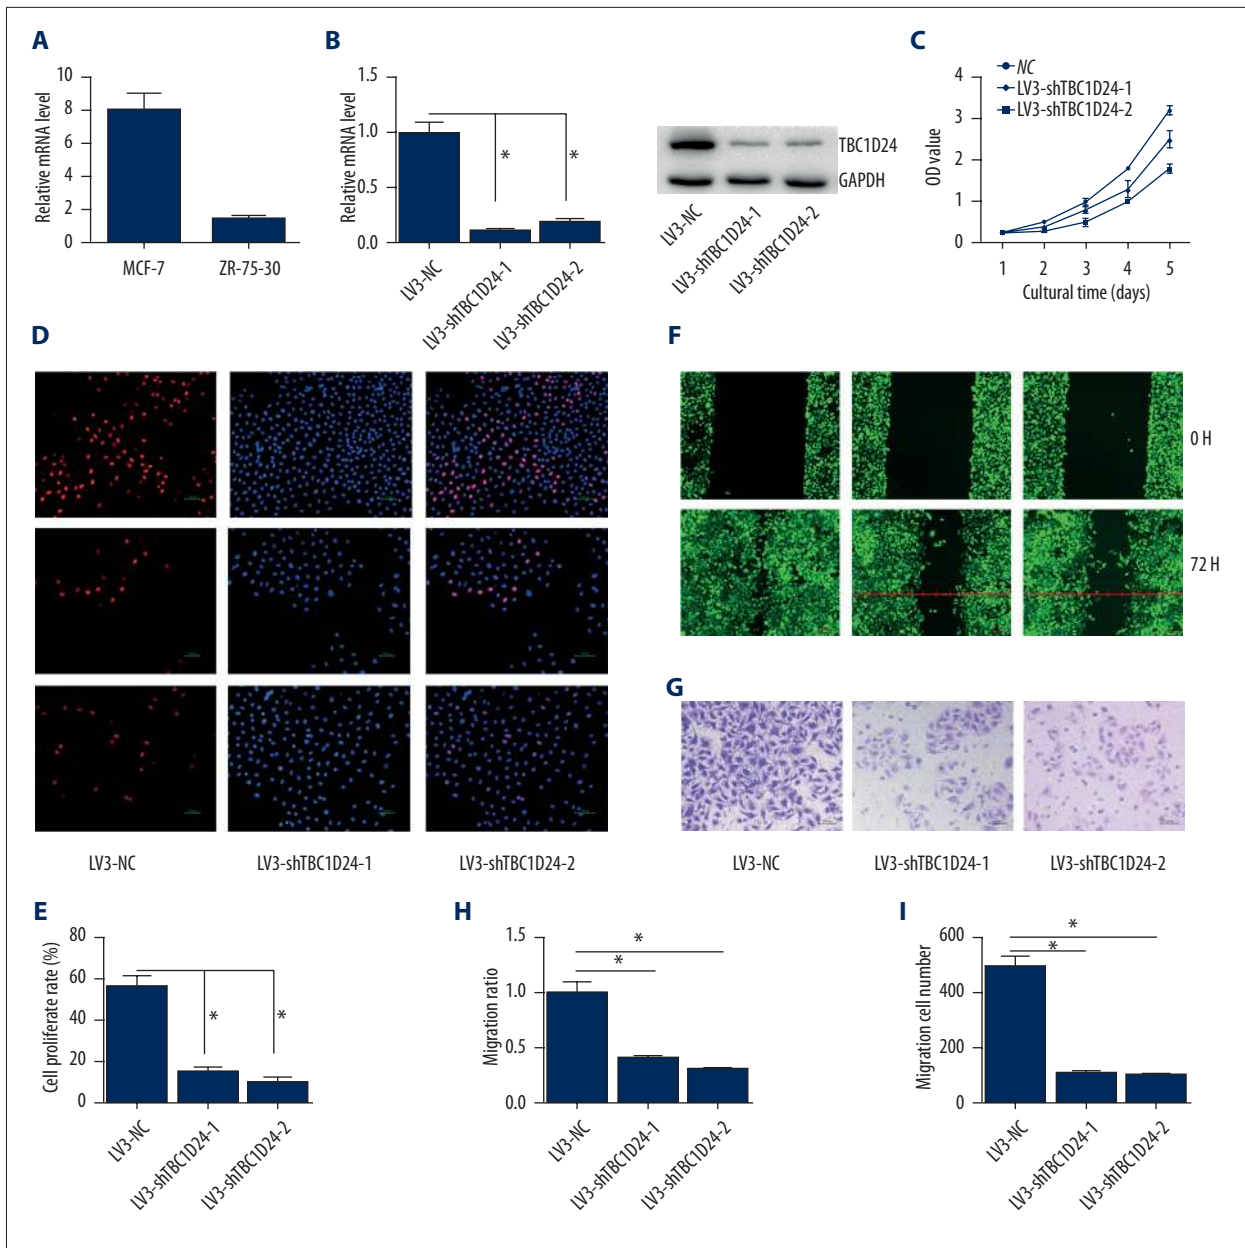 A
Relative mRNA level
10
8
6
4
2
0
MCF-7
ZR-75-30
B
Relative mRNA level
1.5
1.0
0.5
0.0
*
*
LV3-NC
LV3-shTBC1D24-1
LV3-shTBC1D24-2
TBC1D24
GAPDH
LV3-NC
LV3-shTBC1D24-1
LV3-shTBC1D24-2
C
NC
LV3-shTBC1D24-1
LV3-shTBC1D24-2
OD value
4
3
2
1
0
1 2 3 4 5
Cultural time (days)
D
LV3-NC
LV3-shTBC1D24-1
LV3-shTBC1D24-2
F
0 H
72 H
G
LV3-NC
LV3-shTBC1D24-1
LV3-shTBC1D24-2
E
Cell proliferate rate (%)
80
60
40
20
0
*
*
LV3-NC
LV3-shTBC1D24-1
LV3-shTBC1D24-2
H
Migration ratio
1.5
1.0
0.5
0.0
*
*
LV3-NC
LV3-shTBC1D24-1
LV3-shTBC1D24-2
I
Migration cell number
600
400
200
0
*
*
LV3-NC
LV3-shTBC1D24-1
LV3-shTBC1D24-2